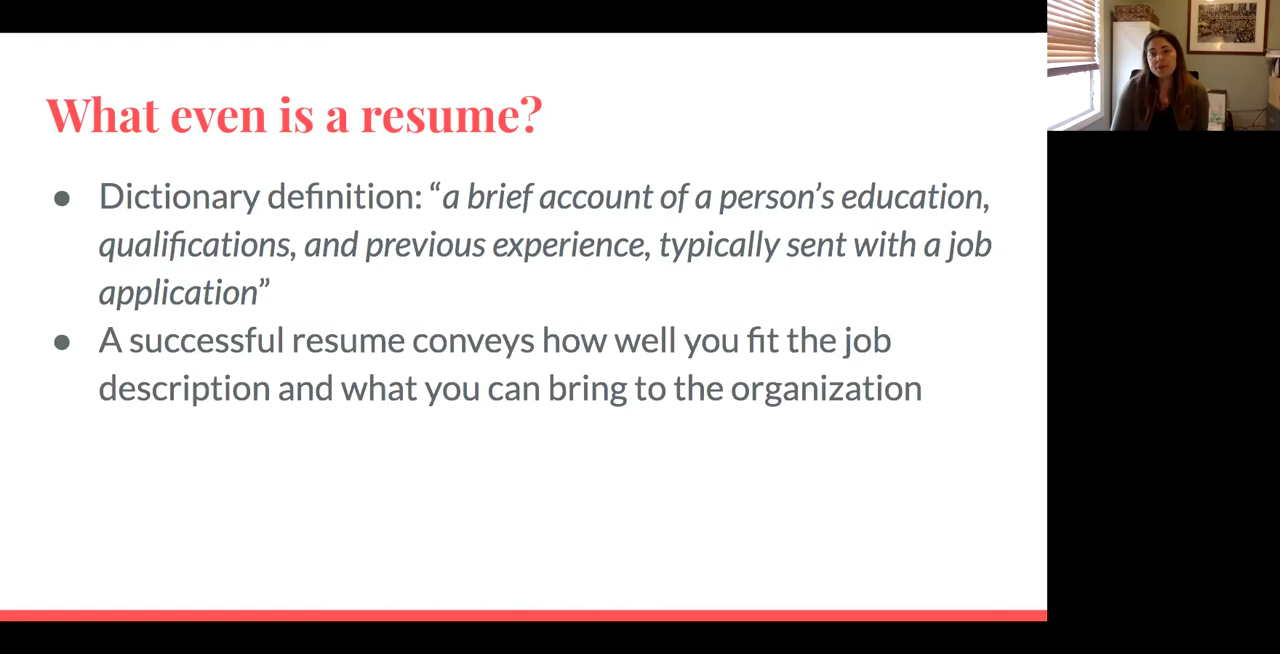 What even is a resume?
● Dictionary definition: “a brief account of a person’s education,
qualifications, and previous experience, typically sent with a job
application”
● A successful resume conveys how well you fit the job
description and what you can bring to the organization